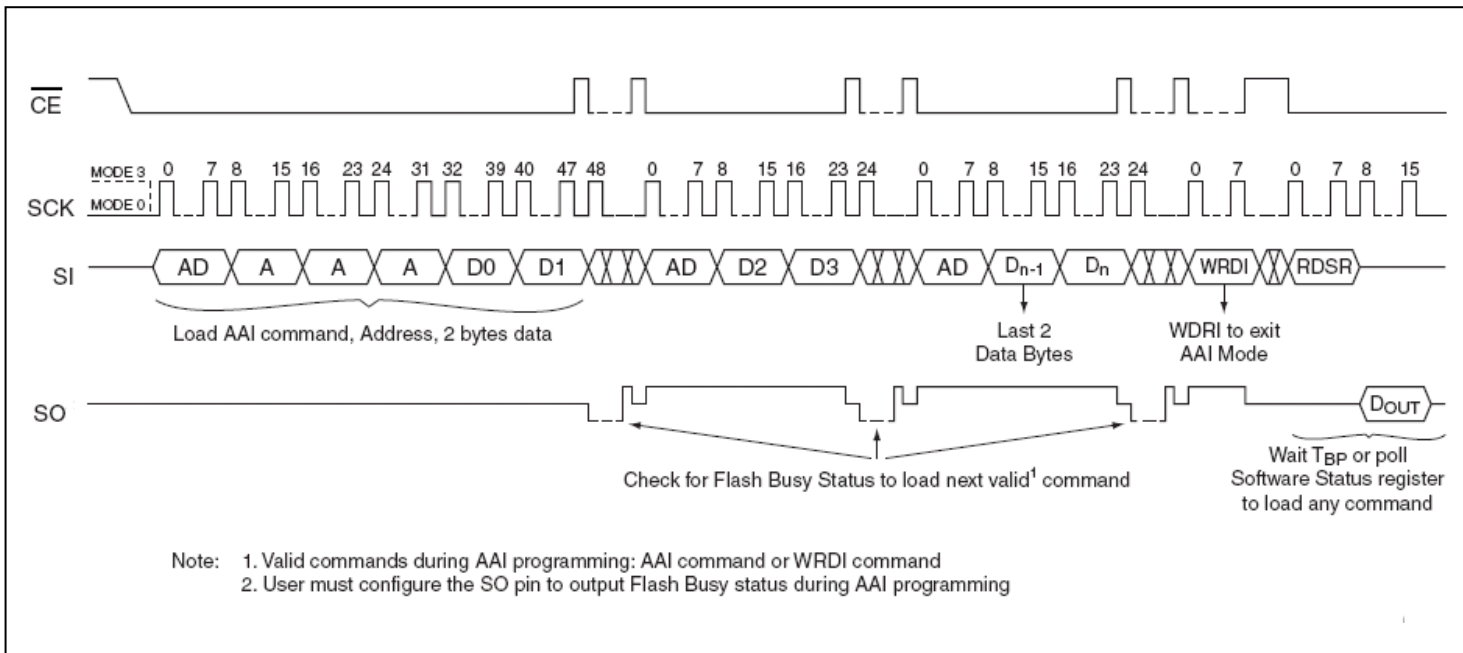 CE
MODE 3 0 7 8 15 16 23 24 31 32 39 40 47 48 0 7 8 15 16 23 24 0 7 8 15 16 23 24 0 7 0 7 8 15
SCK MODE 0
SI AD A A A D0 D1 AD D2 D3 AD Dn-1 Dn WRDI RDSR
Load AAI command, Address, 2 bytes data
Last 2
Data Bytes
WDRI to exit
AAI Mode
SO DOUT
Check for Flash Busy Status to load next valid1 command
Wait TBP or poll
Software Status register
to load any command
Note: 1. Valid commands during AAI programming: AAI command or WRDI command
2. User must configure the SO pin to output Flash Busy status during AAI programming